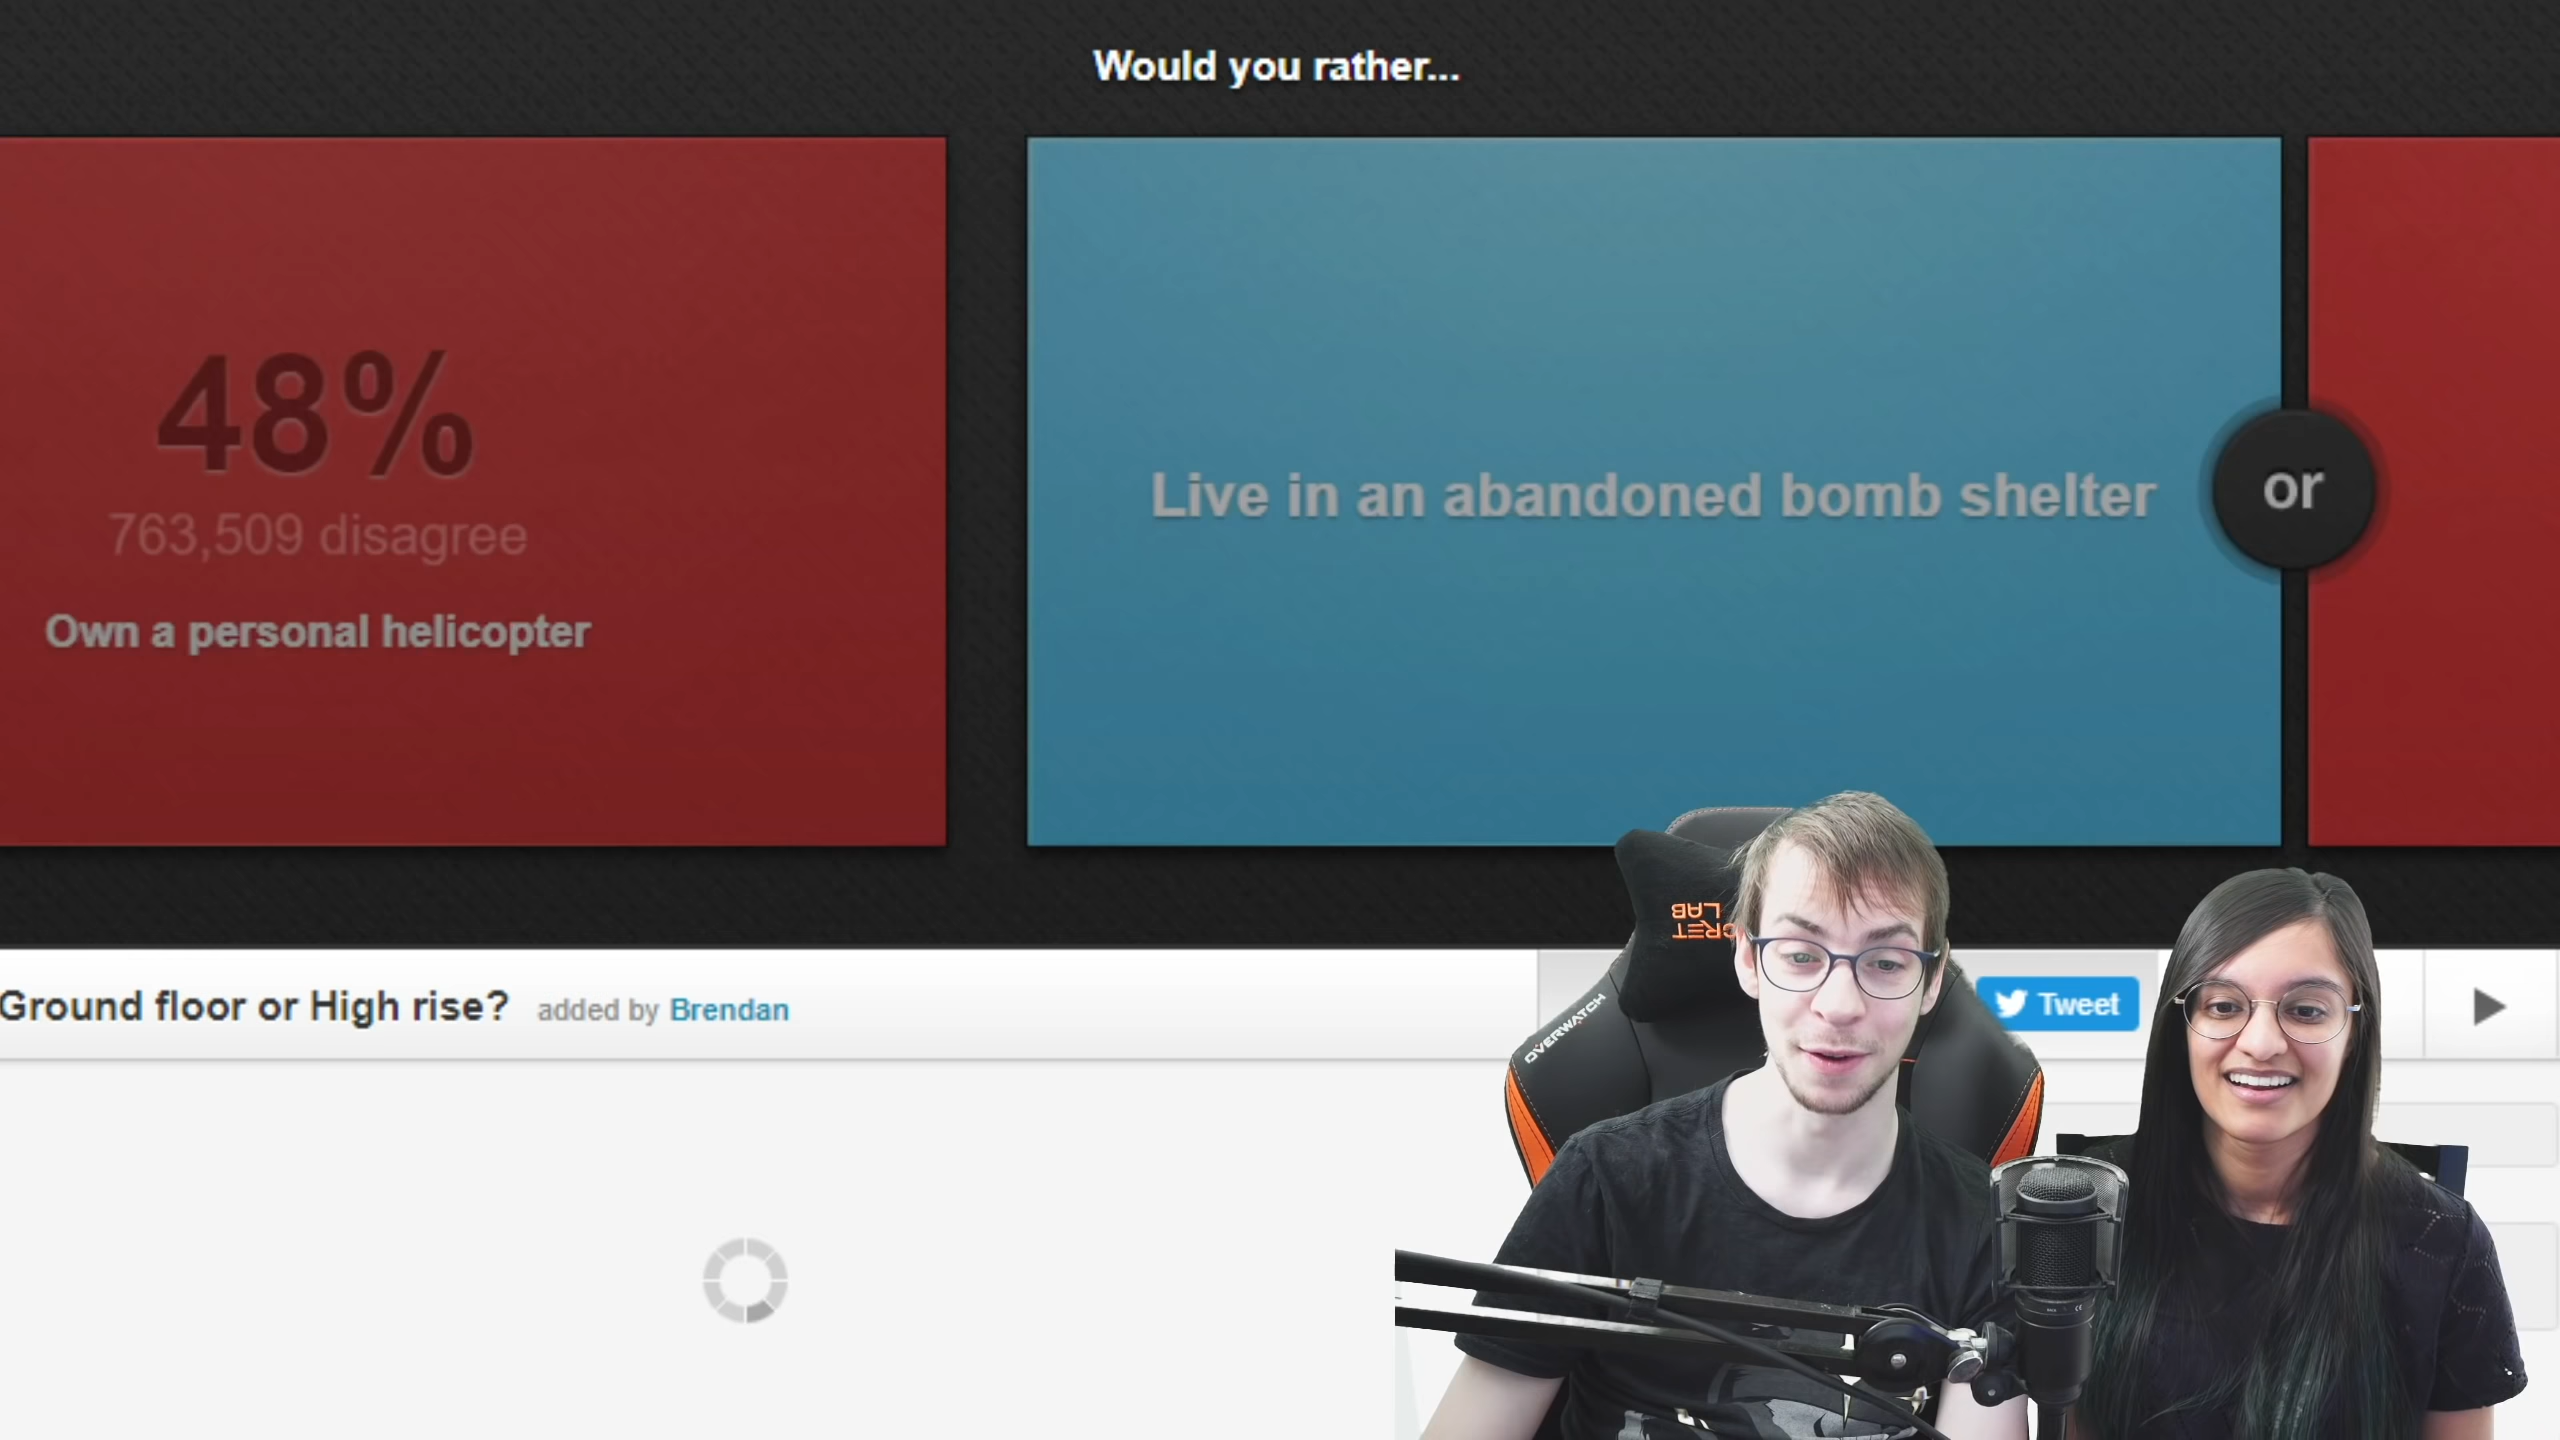 Would you rather...
48%
763,509 disagree
Own a personal helicopter
Live in an abandoned bomb shelter
or
Ground floor or High rise? added by Brendan
Tweet
OVERWATCH
LAB